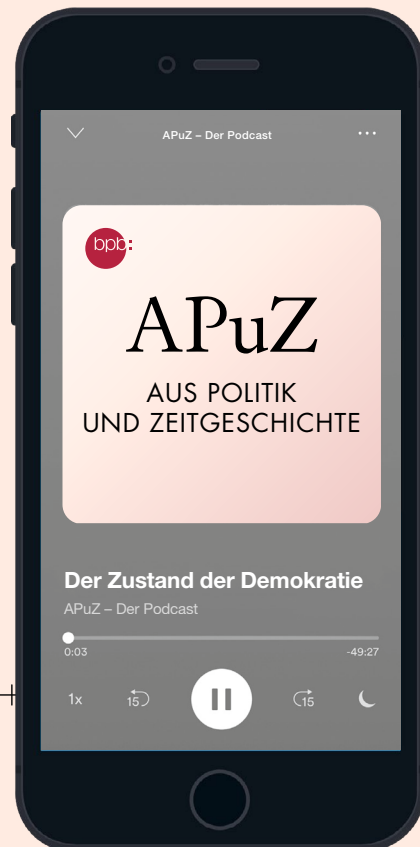 APuZ – Der Podcast
bpb:
APuZ
AUS POLITIK
UND ZEITGESCHICHTE
Der Zustand der Demokratie
APuZ – Der Podcast
0:03 -49:27
1x 15 15